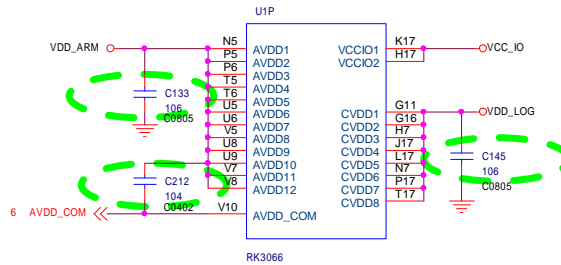 U1P
VDD_ARM
N5 AVDD1
P5 AVDD2
P6 AVDD3
T5 AVDD4
T6 AVDD5
U5 AVDD6
U6 AVDD7
V5 AVDD8
U8 AVDD9
U9 AVDD10
V7 AVDD11
V8 AVDD12
V10 AVDD_COM
VCCIO1 K17
VCCIO2 H17
VCC_IO
CVDD1 G11
CVDD2 G16
CVDD3 H7
CVDD4 J17
CVDD5 L17
CVDD6 N7
CVDD7 P17
CVDD8 T17
VDD_LOG
C133
106
C0805
C212
104
C0402
6 AVDD_COM
C145
106
C0805
RK3066